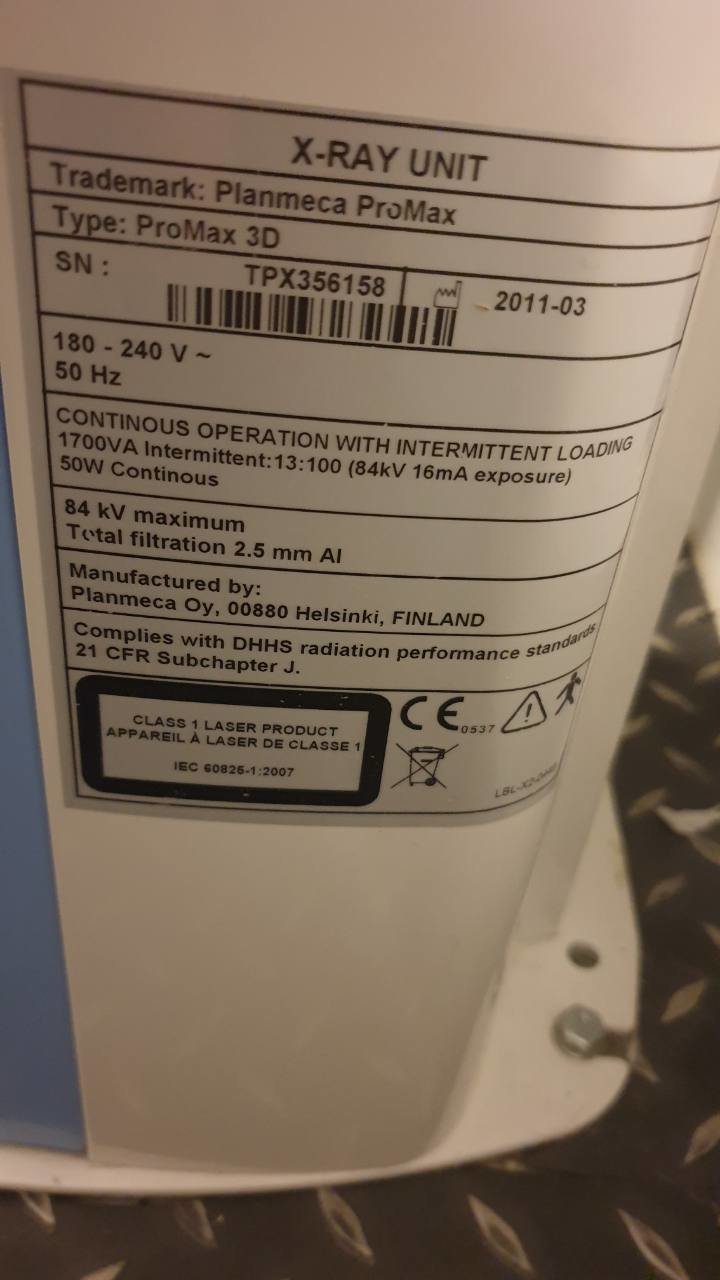 X-RAY UNIT
Trademark: Planmeca ProMax
Type: ProMax 3D
SN : TPX356158 2011-03
180 - 240 V ~
50 Hz
CONTINOUS OPERATION WITH INTERMITTENT LOADING
1700VA Intermittent:13:100 (84kV 16mA exposure)
50W Continous
84 kV maximum
Total filtration 2.5 mm Al
Manufactured by:
Planmeca Oy, 00880 Helsinki, FINLAND
Complies with DHHS radiation performance standards
21 CFR Subchapter J.
CLASS 1 LASER PRODUCT
APPAREIL À LASER DE CLASSE 1
IEC 60825-1:2007
CE 0537